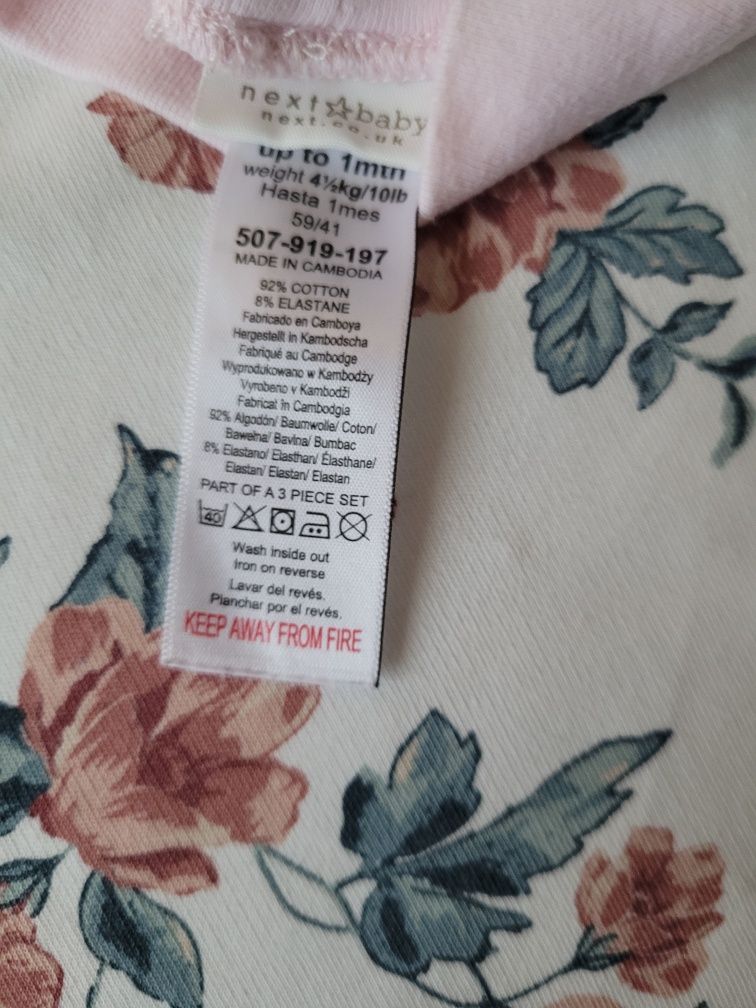 next☆baby
next.co.uk
up to 1mth
weight 4½kg/10lb
Hasta 1mes
59/41
507-919-197
MADE IN CAMBODIA
92% COTTON
8% ELASTANE
Fabricado en Camboya
Hergestellt in Kambodscha
Fabriqué au Cambodge
Wyprodukowano w Kambodży
Vyrobeno v Kambodži
Fabricat în Cambodgia
92% Algodón/ Baumwolle/ Coton/
Bawełna/ Bavlna/ Bumbac
8% Elastano/ Elasthan/ Élasthane/
Elastan/ Elastan/ Elastan
PART OF A 3 PIECE SET
40
Wash inside out
Iron on reverse
Lavar del revés.
Planchar por el revés.
KEEP AWAY FROM FIRE